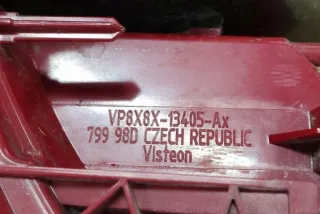 VP8X8X-13405-Ax
799 98D CZECH REPUBLIC
Visteon